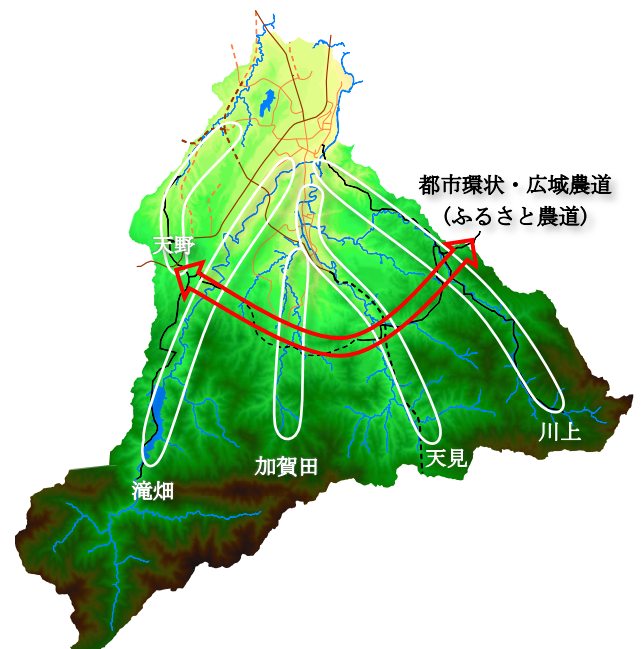 都市環状・広域農道
（ふるさと農道）
天野
川上
天見
加賀田
滝畑